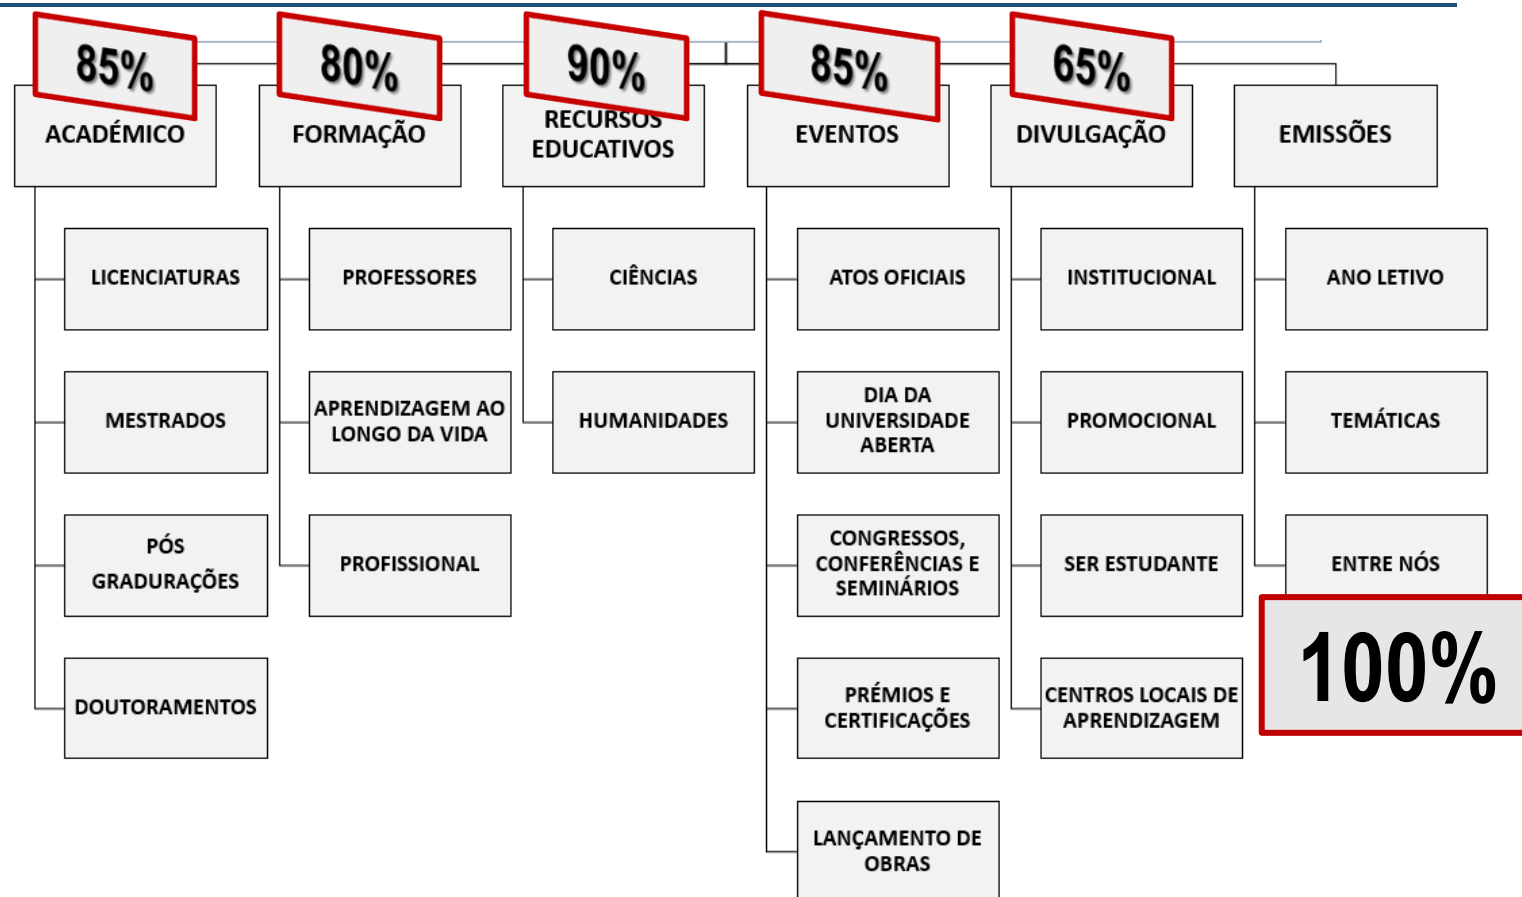 85%
80%
90%
85%
65%
ACADÉMICO
FORMAÇÃO
RECURSOS
EDUCATIVOS
EVENTOS
DIVULGAÇÃO
EMISSÕES
LICENCIATURAS
PROFESSORES
CIÊNCIAS
ATOS OFICIAIS
INSTITUCIONAL
ANO LETIVO
MESTRADOS
APRENDIZAGEM AO
LONGO DA VIDA
HUMANIDADES
DIA DA
UNIVERSIDADE
ABERTA
PROMOCIONAL
TEMÁTICAS
PÓS
GRADURAÇÕES
PROFISSIONAL
CONGRESSOS,
CONFERÊNCIAS E
SEMINÁRIOS
SER ESTUDANTE
ENTRE NÓS
100%
DOUTORAMENTOS
PRÉMIOS E
CERTIFICAÇÕES
CENTROS LOCAIS DE
APRENDIZAGEM
LANÇAMENTO DE
OBRAS